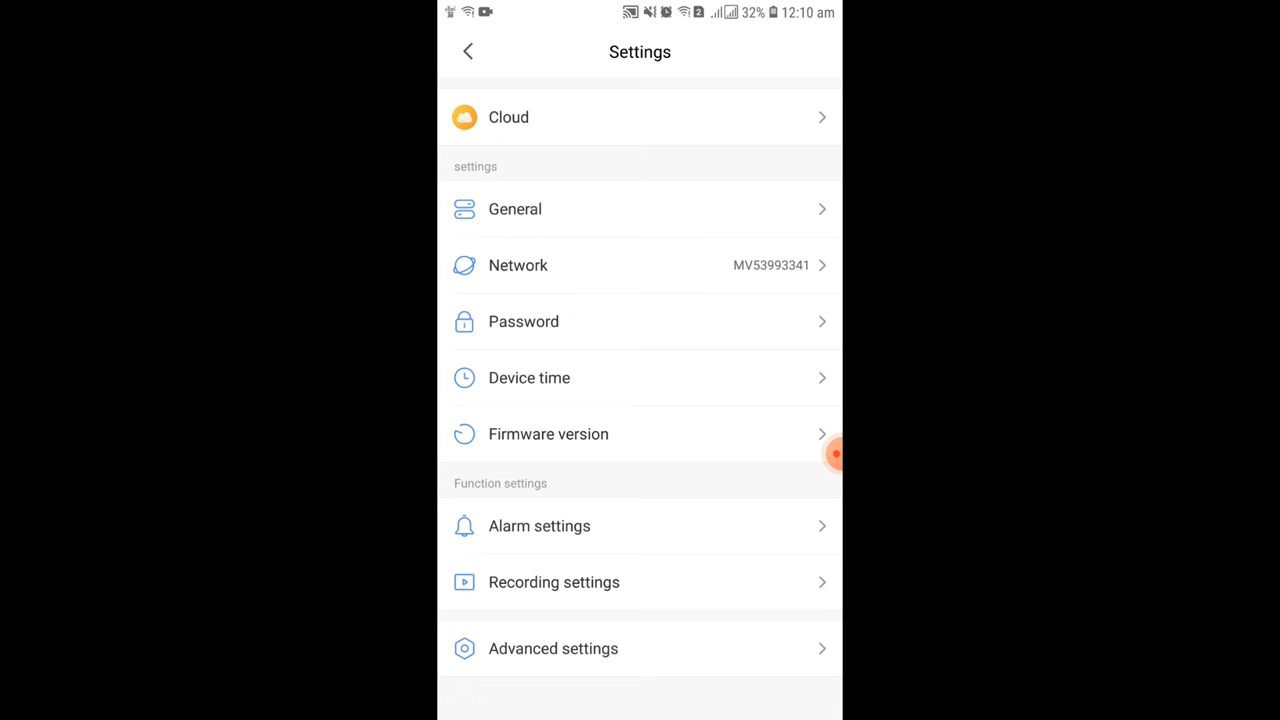 2 32% 12:10 am
Settings
Cloud
settings
General
Network MV53993341
Password
Device time
Firmware version
Function settings
Alarm settings
Recording settings
Advanced settings